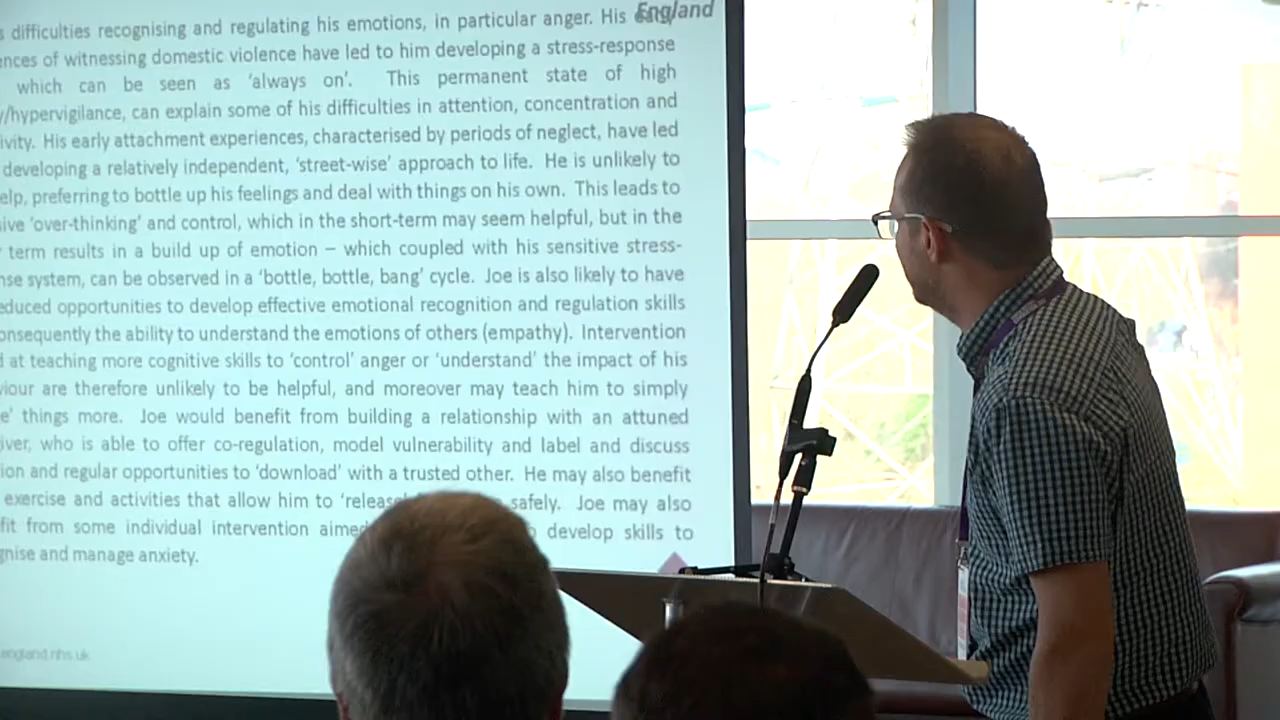 England
s difficulties recognising and regulating his emotions, in particular anger. His
ences of witnessing domestic violence have led to him developing a stress-response
which can be seen as ‘always on’. This permanent state of high
y/hypervigilance, can explain some of his difficulties in attention, concentration and
ivity. His early attachment experiences, characterised by periods of neglect, have led
developing a relatively independent, ‘street-wise’ approach to life. He is unlikely to
elp, preferring to bottle up his feelings and deal with things on his own. This leads to
sive ‘over-thinking’ and control, which in the short-term may seem helpful, but in the
term results in a build up of emotion – which coupled with his sensitive stress-
nse system, can be observed in a ‘bottle, bottle, bang’ cycle. Joe is also likely to have
educed opportunities to develop effective emotional recognition and regulation skills
onsequently the ability to understand the emotions of others (empathy). Intervention
d at teaching more cognitive skills to ‘control’ anger or ‘understand’ the impact of his
viour are therefore unlikely to be helpful, and moreover may teach him to simply
e’ things more. Joe would benefit from building a relationship with an attuned
iver, who is able to offer co-regulation, model vulnerability and label and discuss
ion and regular opportunities to ‘download’ with a trusted other. He may also benefit
exercise and activities that allow him to ‘release’ safely. Joe may also
fit from some individual intervention aimed develop skills to
gnise and manage anxiety.
england.nhs.uk